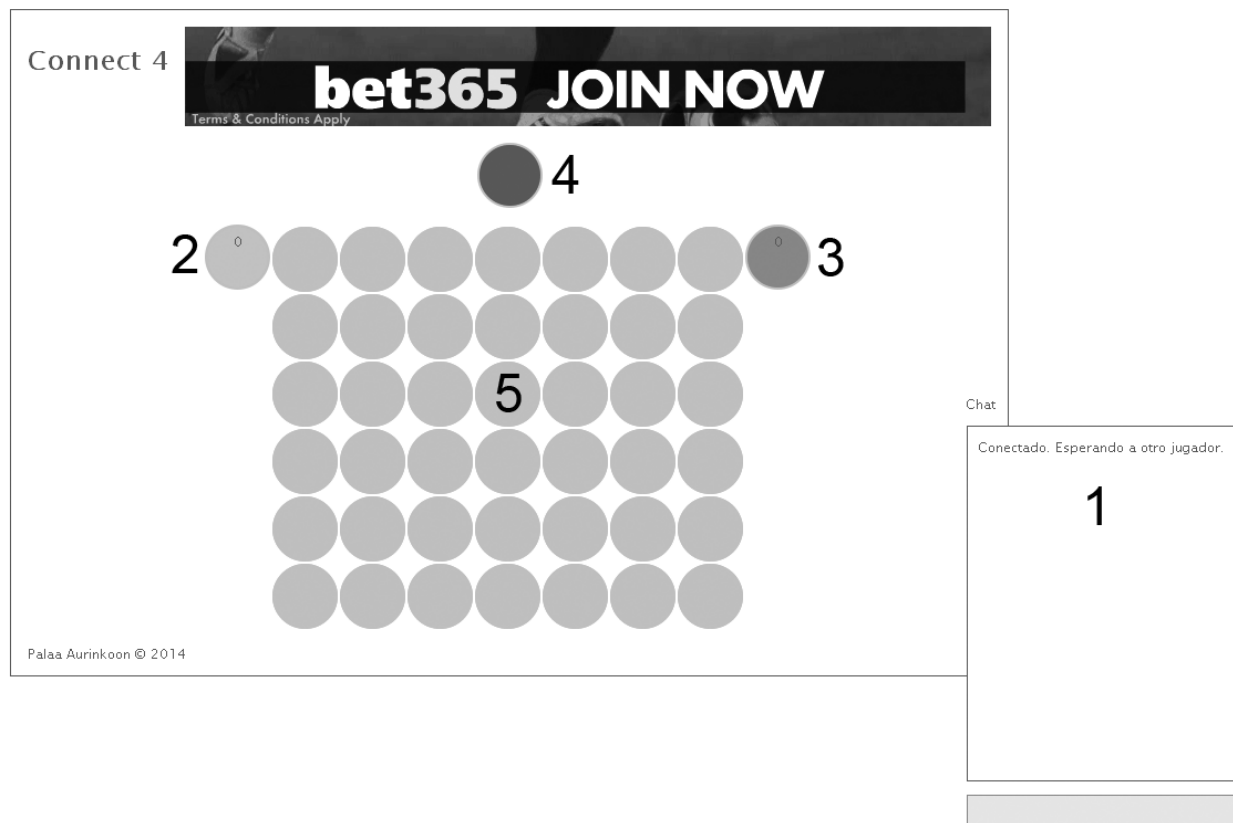 Connect 4
bet365 JOIN NOW
Terms & Conditions Apply
4
2
0
0
3
5
Chat
Conectado. Esperando a otro jugador.
1
Palaa Aurinkoon © 2014